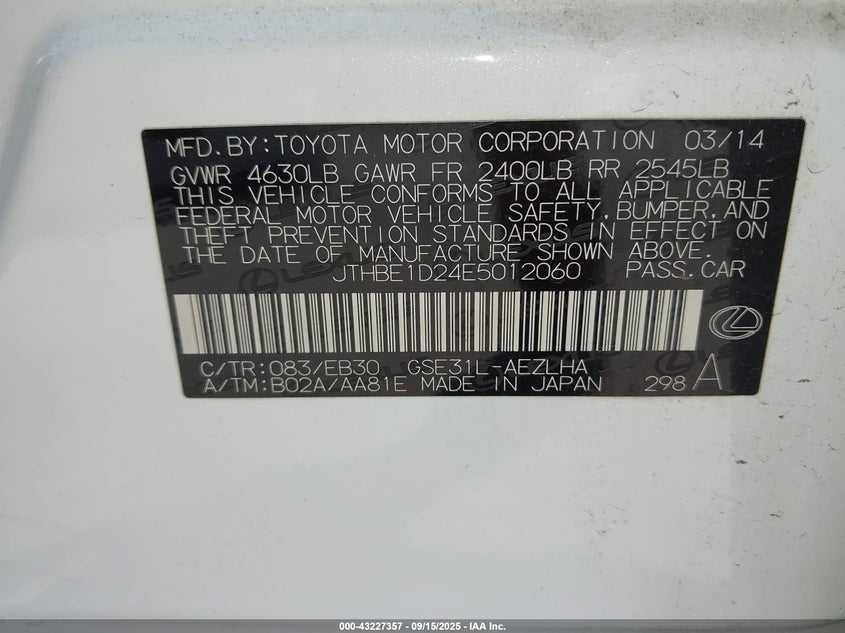 MFD.BY:TOYOTA MOTOR CORPORATION 03/14
GVWR 4630LB GAWR FR 2400LB RR 2545LB
THIS VEHICLE CONFORMS TO ALL APPLICABLE
FEDERAL MOTOR VEHICLE SAFETY,BUMPER,AND
THEFT PREVENTION STANDARDS IN EFFECT ON
THE DATE OF MANUFACTURE SHOWN ABOVE.
JTHBE1D24E5012060 PASS.CAR
C/TR:083/EB30 GSE31L-AEZLHA
A/TM:B02A/AA81E MADE IN JAPAN 298 A
000-43227357 - 09/15/2025 - IAA Inc.